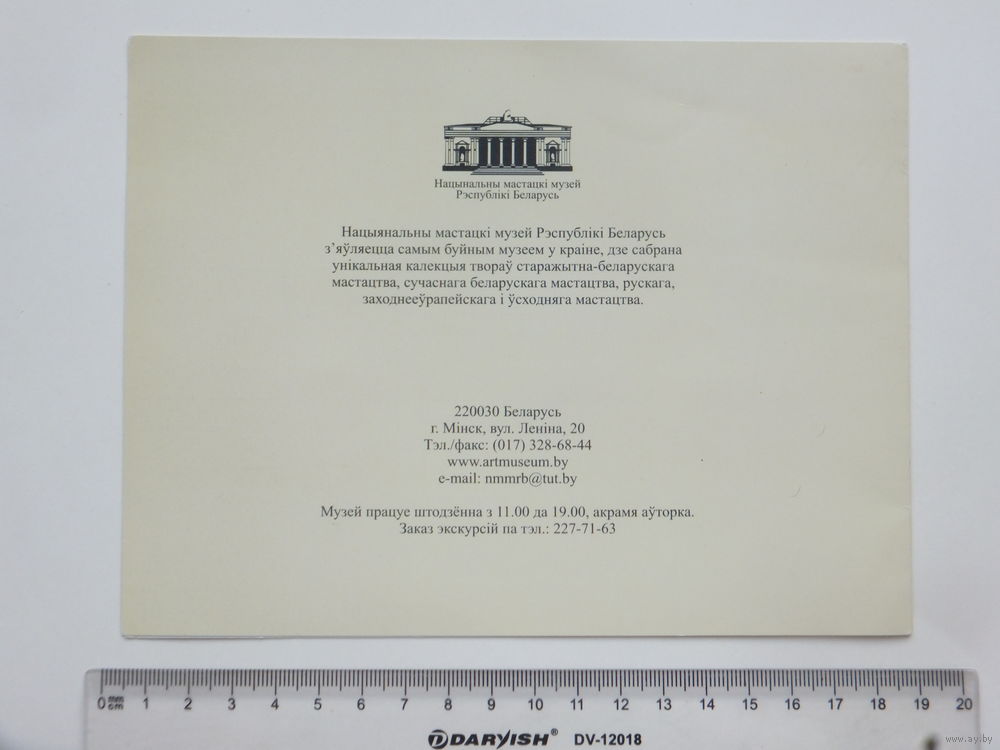 Нацынальны мастацкі музей
Рэспублікі Беларусь
Нацыянальны мастацкі музей Рэспублікі Беларусь
з’яўляецца самым буйным музеем у краіне, дзе сабрана
унікальная калекцыя твораў старажытна-беларускага
мастацтва, сучаснага беларускага мастацтва, рускага,
заходнееўрапейскага і ўсходняга мастацтва.
220030 Беларусь
г. Мінск, вул. Леніна, 20
Тэл./факс: (017) 328-68-44
www.artmuseum.by
e-mail: nmmrb@tut.by
Музей працуе штодзённа з 11.00 да 19.00, акрамя аўторка.
Заказ экскурсій па тэл.: 227-71-63
0 mm cm 1 2 3 4 5 6 7 8 9 10 11 12 13 14 15 16 17 18 19 20
DARYISH® DV-12018
www.ay.by